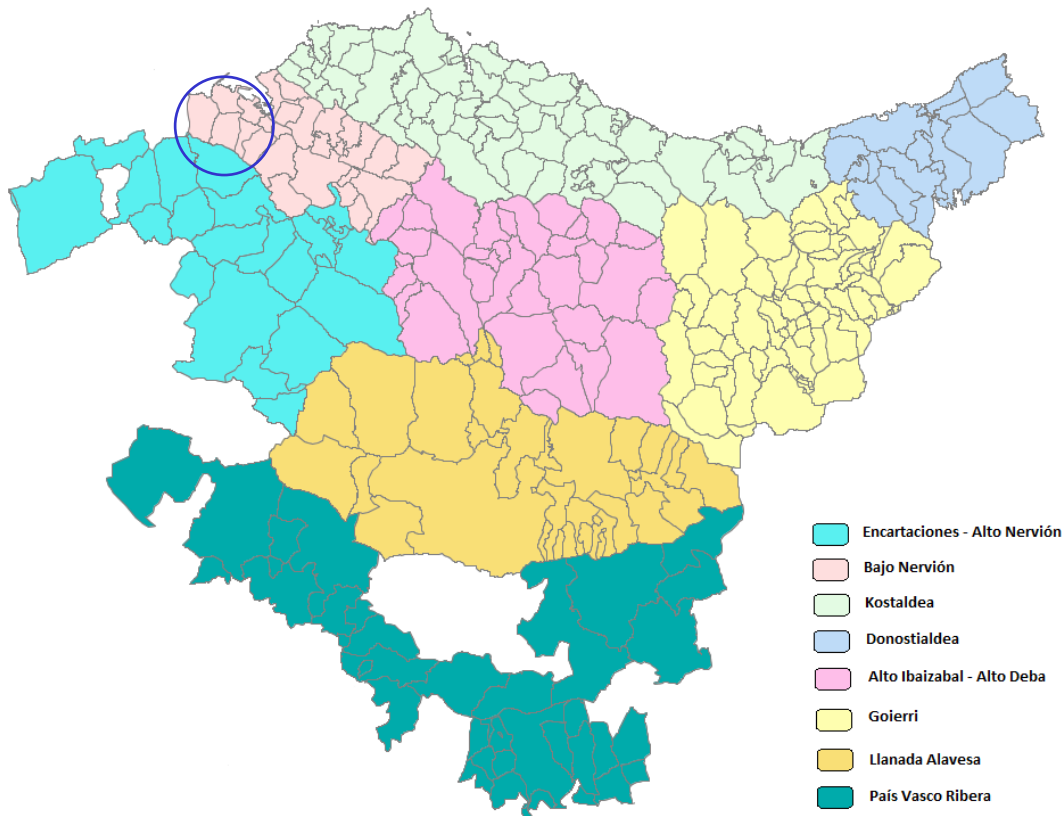 Encartaciones - Alto Nervión
Bajo Nervión
Kostaldea
Donostialdea
Alto Ibaizabal - Alto Deba
Goierri
Llanada Alavesa
País Vasco Ribera